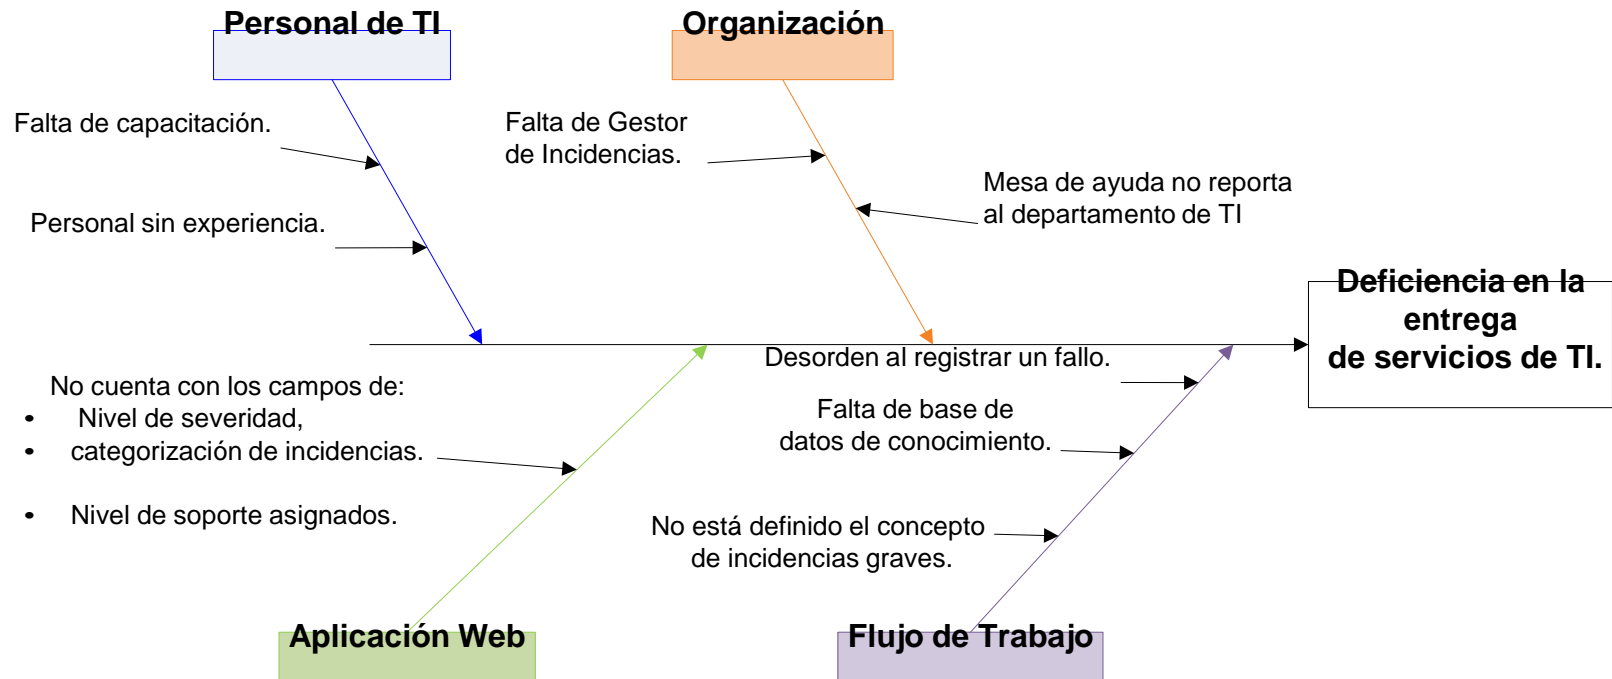 Personal de TI
Organización
Falta de capacitación.
Falta de Gestor
de Incidencias.
Mesa de ayuda no reporta
al departamento de TI
Personal sin experiencia.
Deficiencia en la
entrega
de servicios de TI.
Desorden al registrar un fallo.
No cuenta con los campos de:
• Nivel de severidad,
• categorización de incidencias.
• Nivel de soporte asignados.
Falta de base de
datos de conocimiento.
No está definido el concepto
de incidencias graves.
Aplicación Web
Flujo de Trabajo